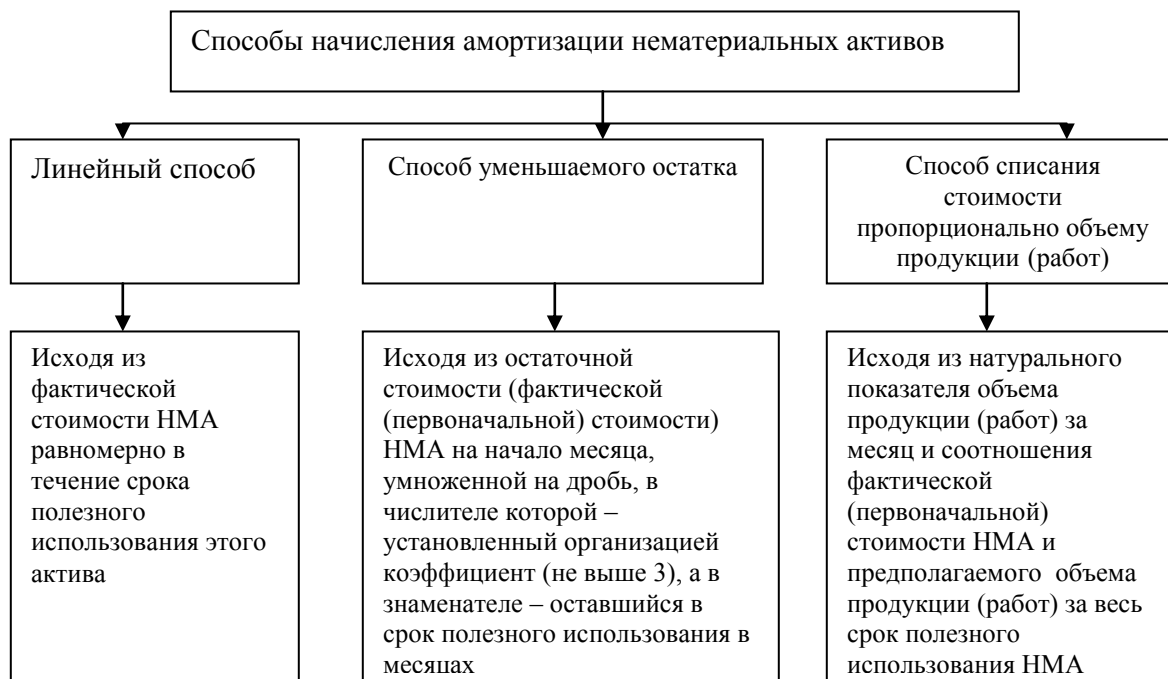 Способы начисления амортизации нематериальных активов
Линейный способ
Способ уменьшаемого остатка
Способ списания
стоимости
пропорционально объему
продукции (работ)
Исходя из
фактической
стоимости НМА
равномерно в
течение срока
полезного
использования этого
актива
Исходя из остаточной
стоимости (фактической
(первоначальной) стоимости)
НМА на начало месяца,
умноженной на дробь, в
числителе которой –
установленный организацией
коэффициент (не выше 3), а в
знаменателе – оставшийся в
срок полезного использования в
месяцах
Исходя из натурального
показателя объема
продукции (работ) за
месяц и соотношения
фактической
(первоначальной)
стоимости НМА и
предполагаемого объема
продукции (работ) за весь
срок полезного
использования НМА